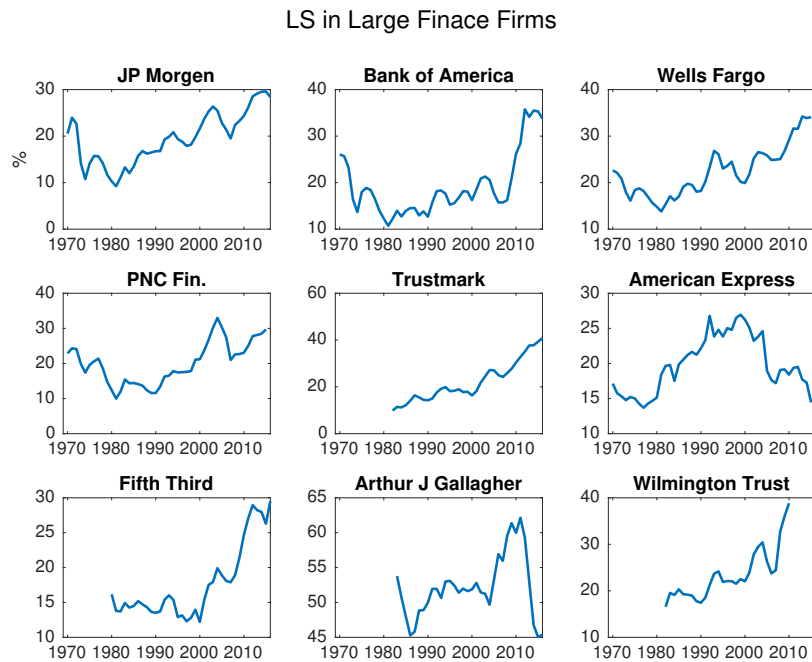 LS in Large Finace Firms
JP Morgen
Bank of America
Wells Fargo
%
30
20
10
0
1970 1980 1990 2000 2010
40
30
20
10
1970 1980 1990 2000 2010
40
30
20
10
1970 1980 1990 2000 2010
PNC Fin.
Trustmark
American Express
40
30
20
10
0
1970 1980 1990 2000 2010
60
40
20
0
1970 1980 1990 2000 2010
30
25
20
15
10
1970 1980 1990 2000 2010
Fifth Third
Arthur J Gallagher
Wilmington Trust
30
25
20
15
10
1970 1980 1990 2000 2010
65
60
55
50
45
1970 1980 1990 2000 2010
40
30
20
10
1970 1980 1990 2000 2010